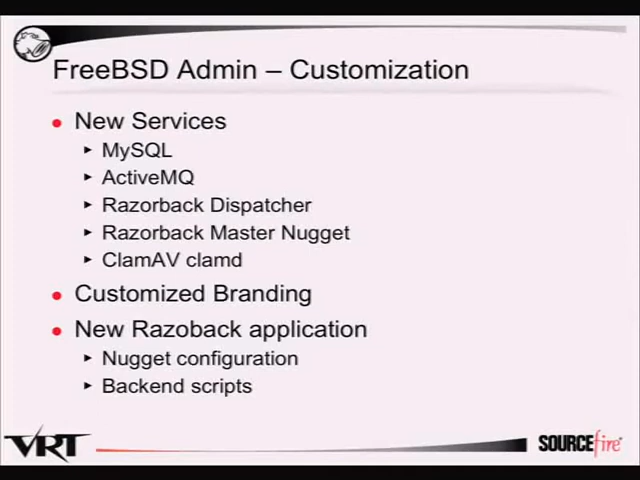 FreeBSD Admin – Customization
New Services
MySQL
ActiveMQ
Razorback Dispatcher
Razorback Master Nugget
ClamAV clamd
Customized Branding
New Razoback application
Nugget configuration
Backend scripts
VRT
SOURCEfire